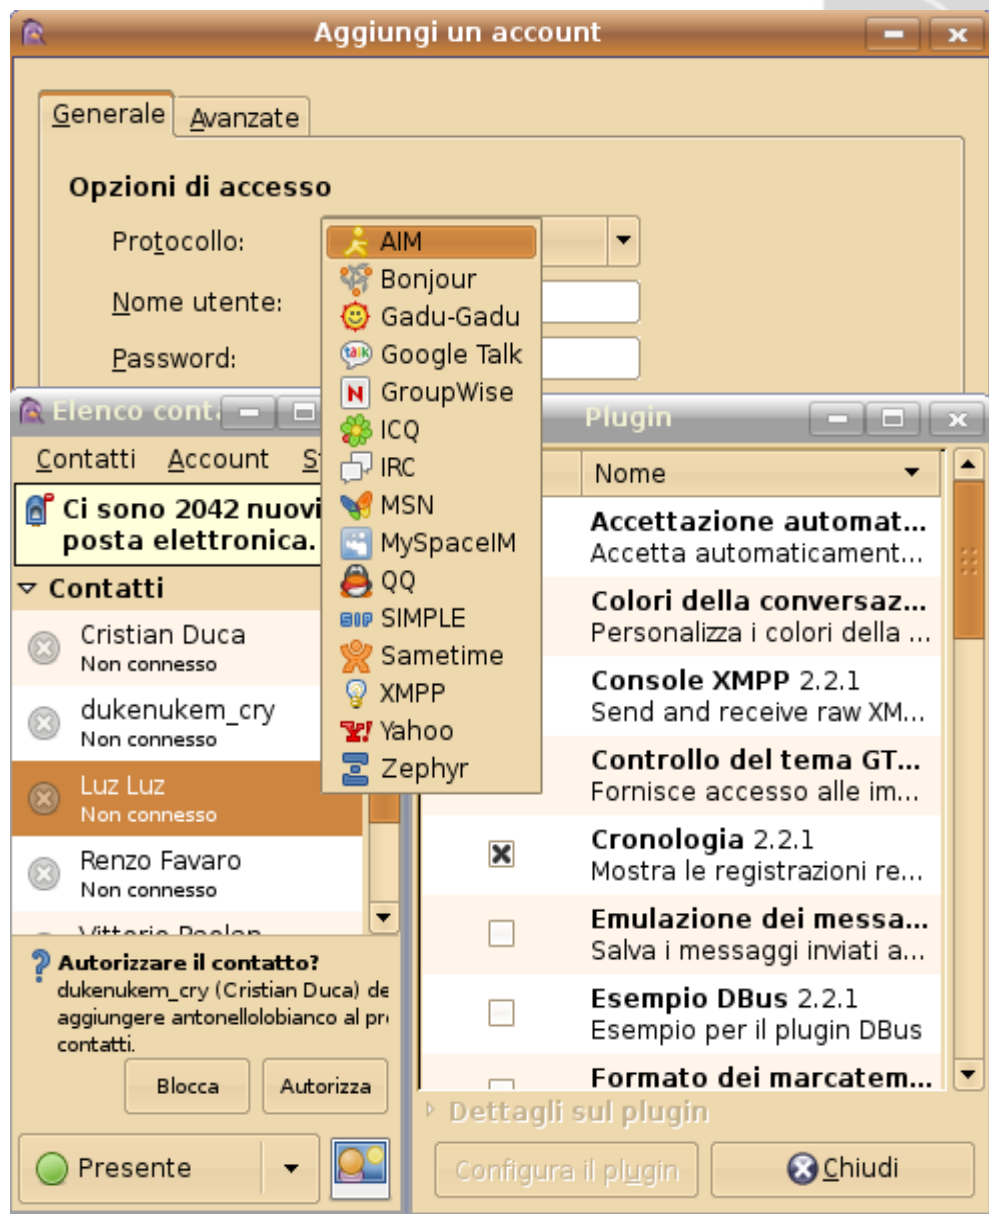 Aggiungi un account
Generale
Avanzate
Opzioni di accesso
Protocollo:
Nome utente:
Password:
AIM
Bonjour
Gadu-Gadu
Google Talk
GroupWise
ICQ
IRC
MSN
MySpaceIM
QQ
SIMPLE
Sametime
XMPP
Yahoo
Zephyr
Elenco cont
Contatti Account S
Ci sono 2042 nuovi
posta elettronica.
Contatti
Cristian Duca
Non connesso
dukenukem_cry
Non connesso
Luz Luz
Non connesso
Renzo Favaro
Non connesso
Autorizzare il contatto?
dukenukem_cry (Cristian Duca) de
aggiungere antonellolobianco al pr
contatti.
Blocca
Autorizza
Presente
Plugin
Nome
Accettazione automat...
Accetta automaticament...
Colori della conversaz...
Personalizza i colori della ...
Console XMPP 2.2.1
Send and receive raw XM...
Controllo del tema GT...
Fornisce accesso alle im...
Cronologia 2.2.1
Mostra le registrazioni re...
Emulazione dei messa...
Salva i messaggi inviati a...
Esempio DBus 2.2.1
Esempio per il plugin DBus
Formato dei marcatem...
Dettagli sul plugin
Configura il plugin
Chiudi